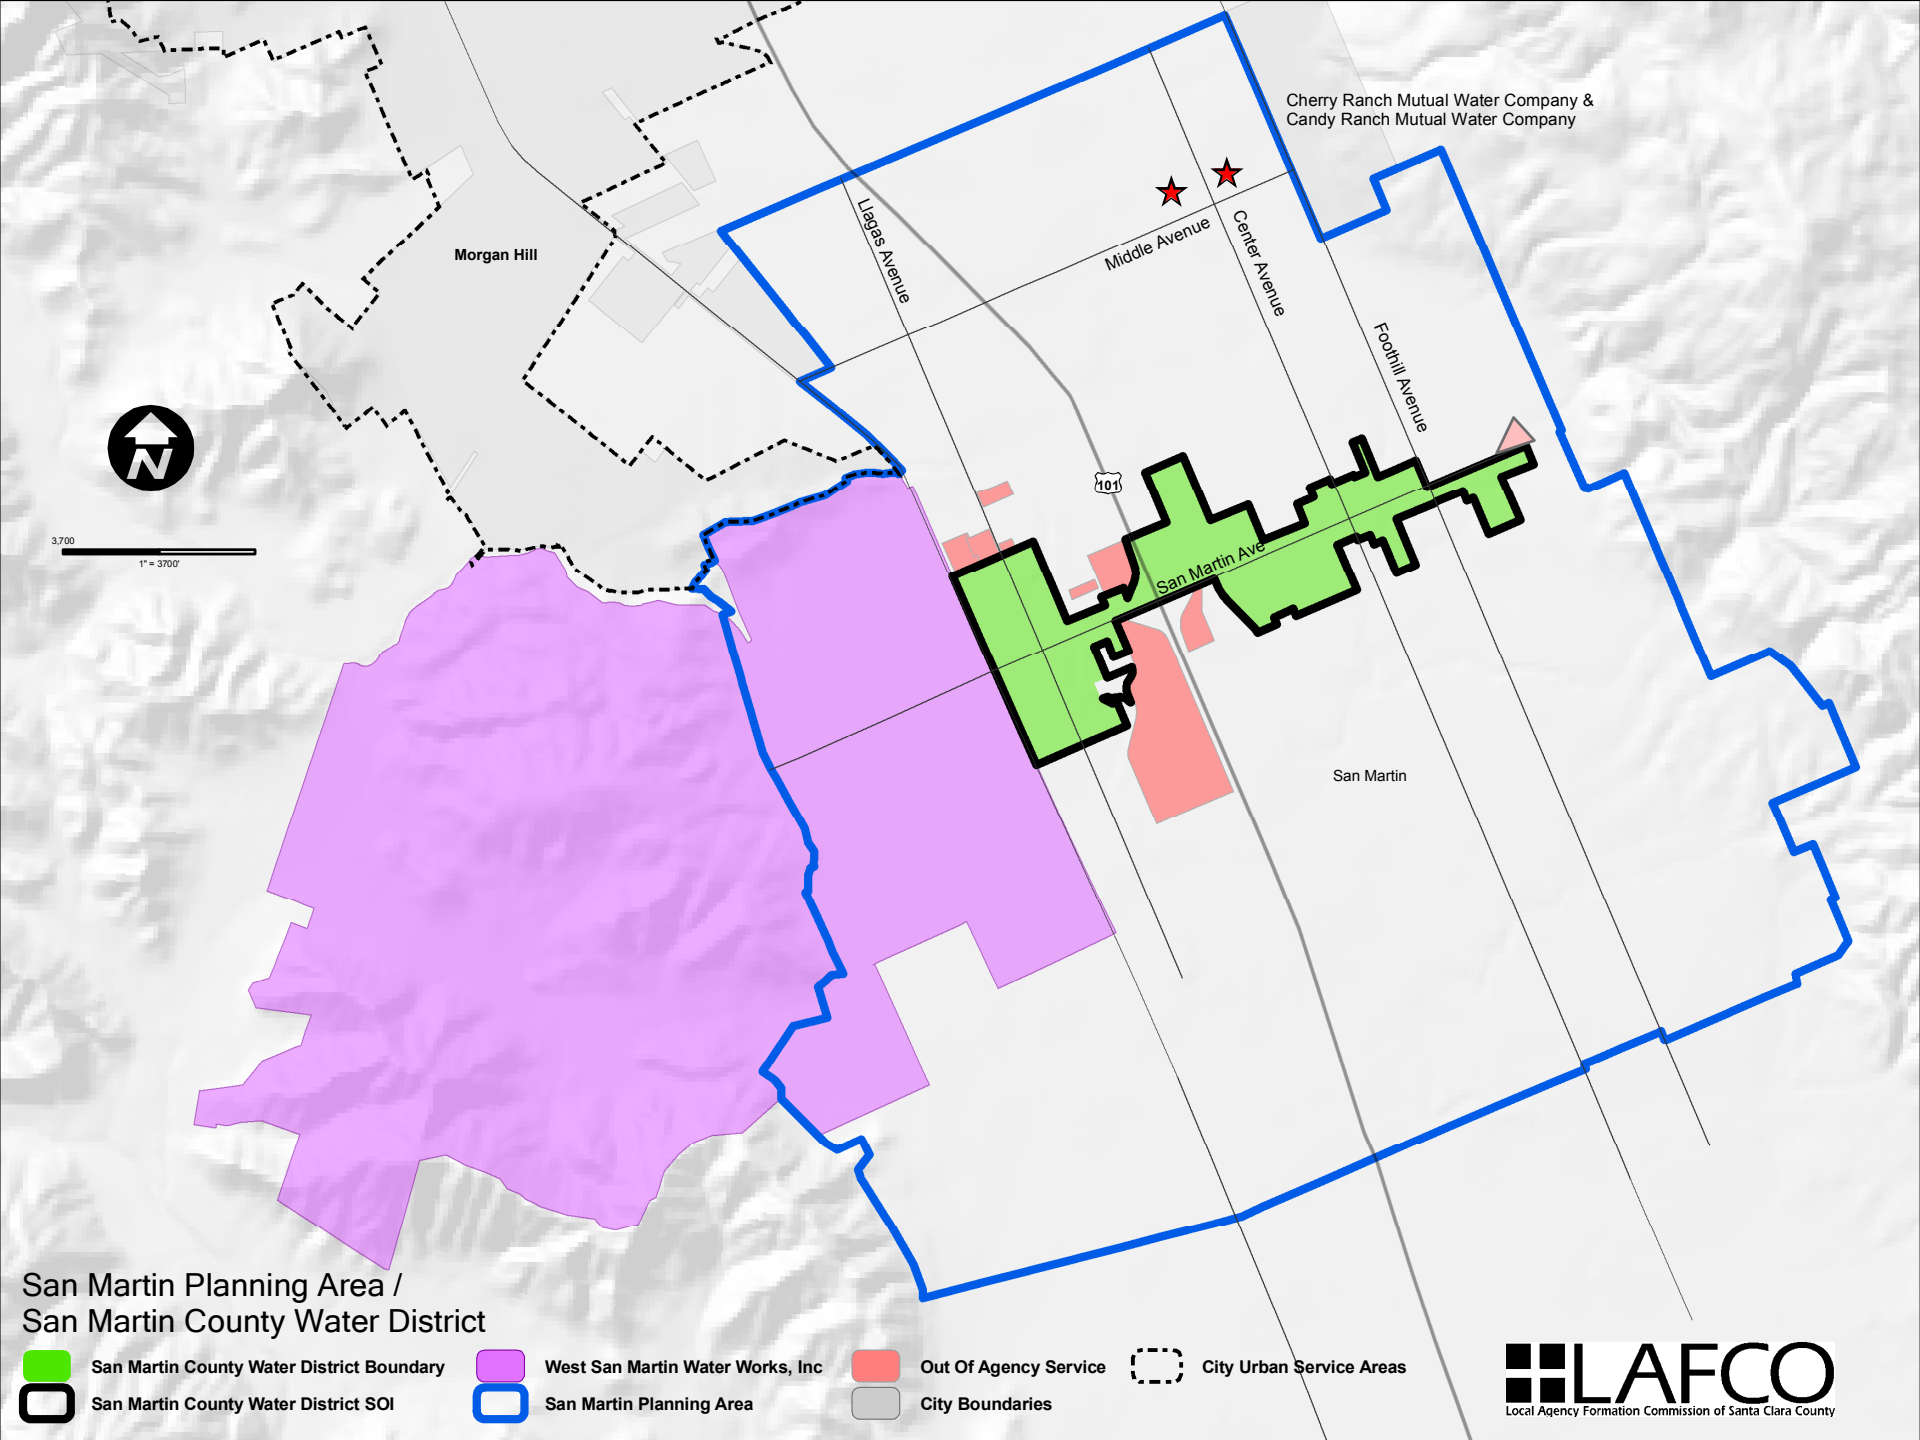 Cherry Ranch Mutual Water Company &
Candy Ranch Mutual Water Company
Llagas Avenue
Middle Avenue
Center Avenue
Morgan Hill
Foothill Avenue
N
101
3,700
1" = 3700'
San Martin Ave
San Martin
San Martin Planning Area /
San Martin County Water District
San Martin County Water District Boundary
West San Martin Water Works, Inc
Out Of Agency Service
City Urban Service Areas
San Martin County Water District SOI
San Martin Planning Area
City Boundaries
LAFCO
Local Agency Formation Commission of Santa Clara County